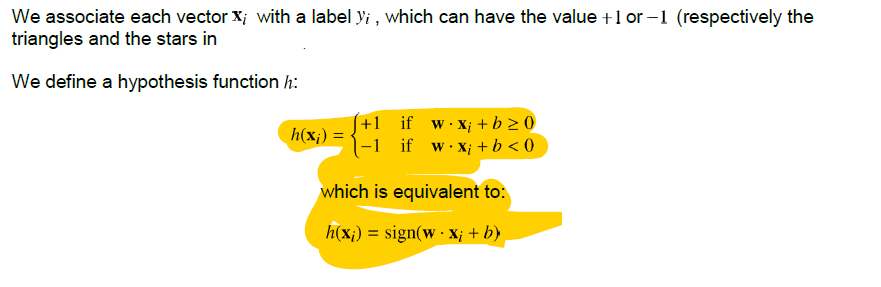 We associate each vector xᵢ with a label yᵢ , which can have the value +1 or −1 (respectively the
triangles and the stars in
We define a hypothesis function h:
h(xᵢ) = {+1 if w · xᵢ + b ≥ 0
−1 if w · xᵢ + b < 0
which is equivalent to:
h(xᵢ) = sign(w · xᵢ + b)